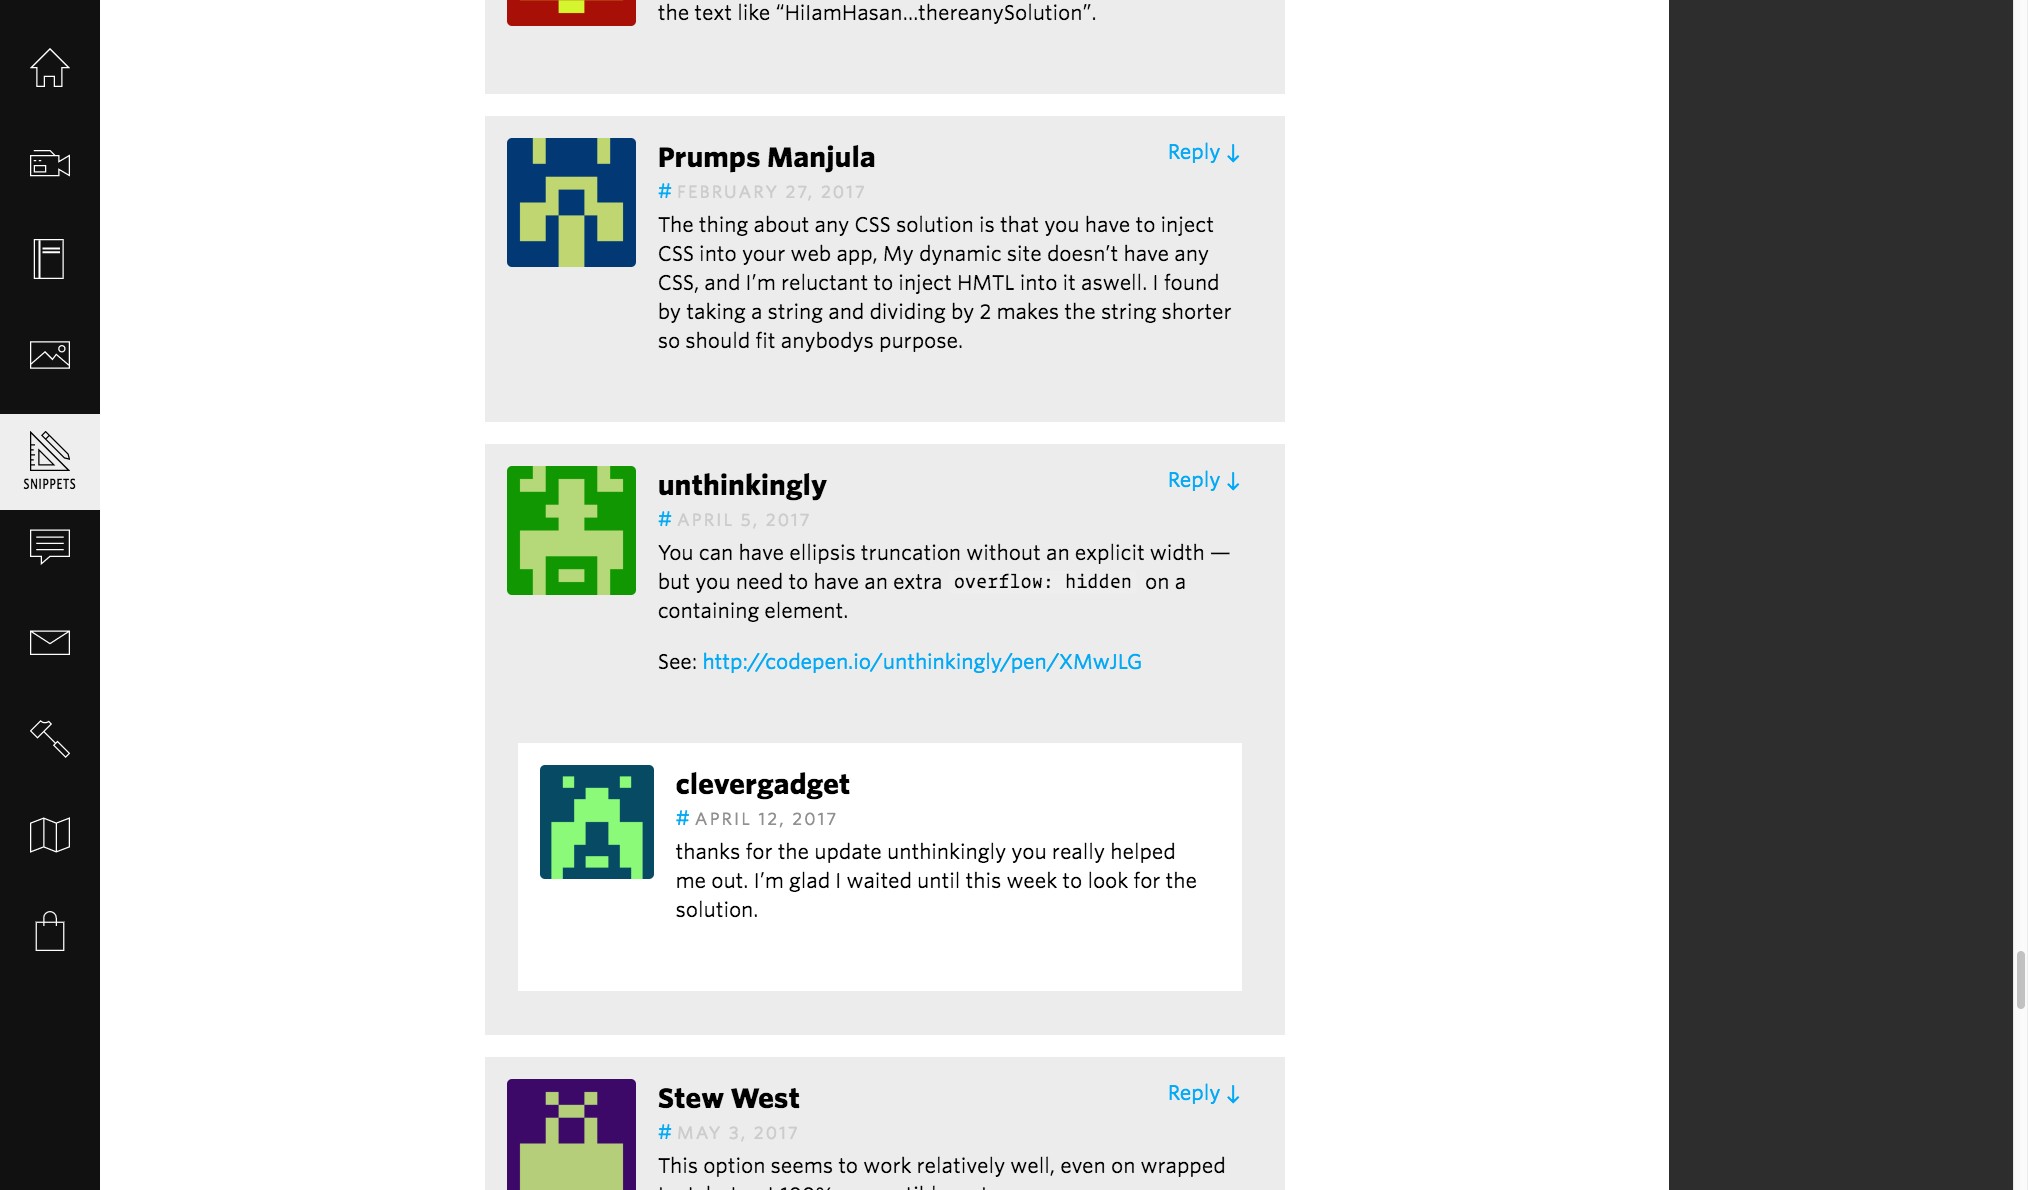 the text like “HiIamHasan…thereanySolution”.
Prumps Manjula
Reply ↓
# FEBRUARY 27, 2017
The thing about any CSS solution is that you have to inject
CSS into your web app, My dynamic site doesn’t have any
CSS, and I’m reluctant to inject HMTL into it aswell. I found
by taking a string and dividing by 2 makes the string shorter
so should fit anybodys purpose.
SNIPPETS
unthinkingly
Reply ↓
# APRIL 5, 2017
You can have ellipsis truncation without an explicit width —
but you need to have an extra overflow: hidden on a
containing element.
See: http://codepen.io/unthinkingly/pen/XMwJLG
clevergadget
# APRIL 12, 2017
thanks for the update unthinkingly you really helped
me out. I’m glad I waited until this week to look for the
solution.
Stew West
Reply ↓
# MAY 3, 2017
This option seems to work relatively well, even on wrapped